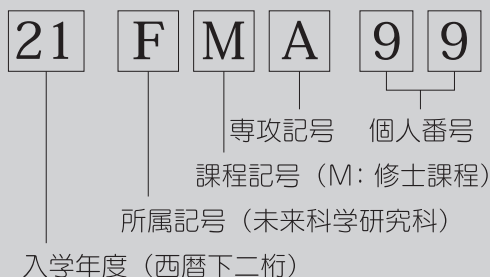 21 F M A 9 9
専攻記号 個人番号
課程記号（M：修士課程）
所属記号（未来科学研究科）
入学年度（西暦下二桁）